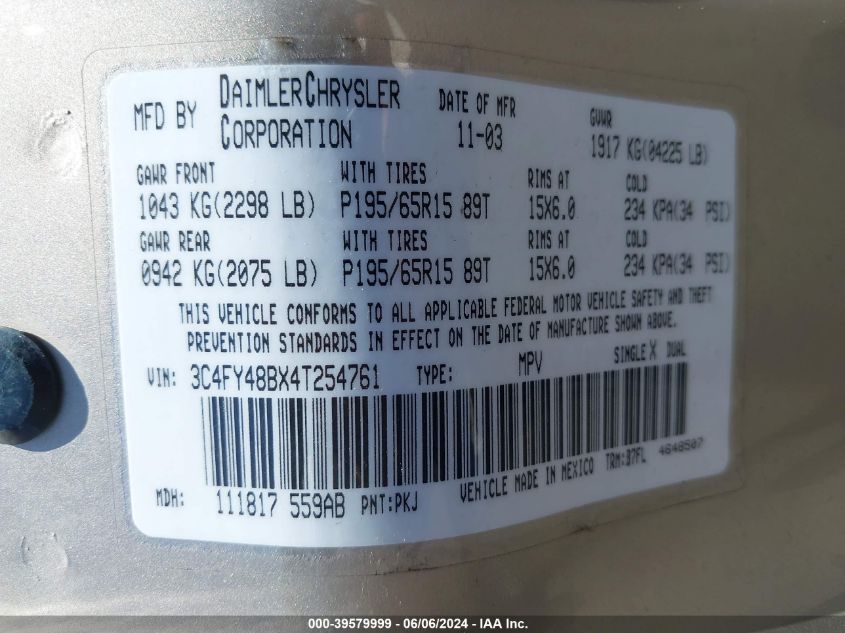 MFD BY DAIMLERCHRYSLER CORPORATION DATE OF MFR 11-03 GVWR 1917 KG(04225 LB)
GAWR FRONT WITH TIRES RIMS AT COLD
1043 KG(2298 LB) P195/65R15 89T 15X6.0 234 KPA(34 PSI)
GAWR REAR WITH TIRES RIMS AT COLD
0942 KG(2075 LB) P195/65R15 89T 15X6.0 234 KPA(34 PSI)
THIS VEHICLE CONFORMS TO ALL APPLICABLE FEDERAL MOTOR VEHICLE SAFETY AND THEFT
PREVENTION STANDARDS IN EFFECT ON THE DATE OF MANUFACTURE SHOWN ABOVE.
VIN: 3C4FY48BX4T254761 TYPE: MPV SINGLE X DUAL
MDH: 111817 559AB PNT:PKJ VEHICLE MADE IN MEXICO TRM:B7FL 4648507
000-39579999 - 06/06/2024 - IAA Inc.